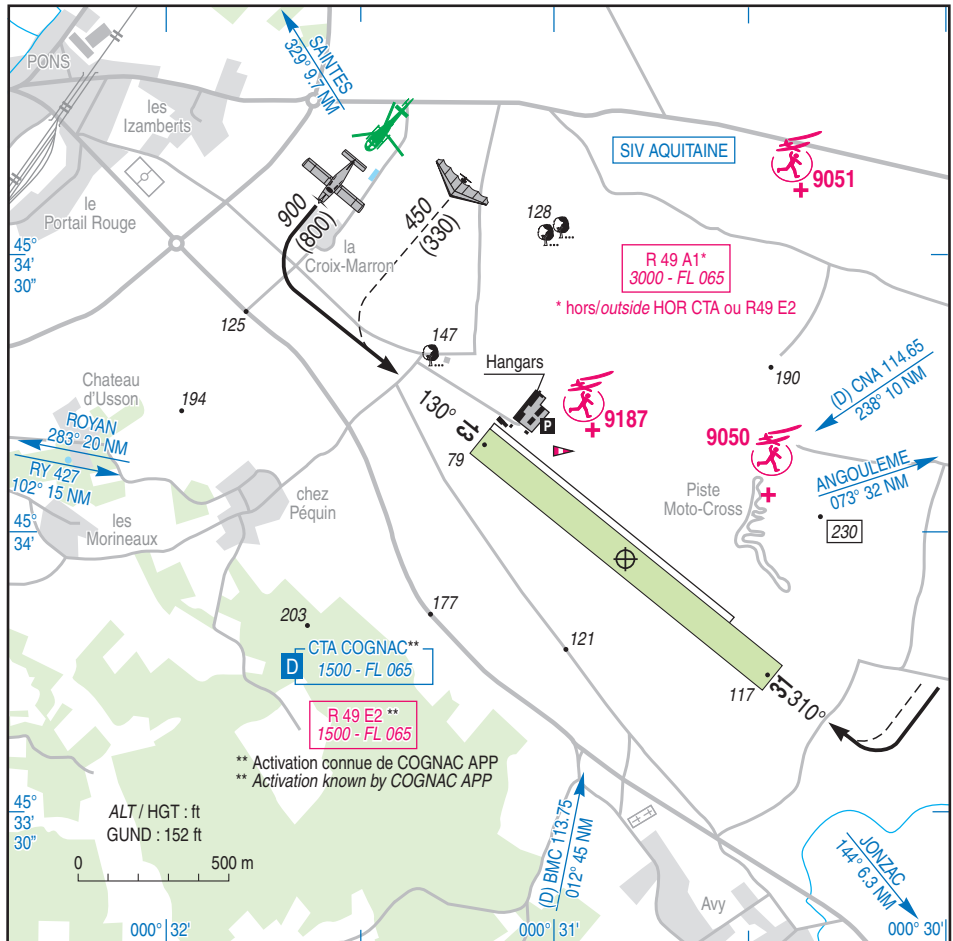 PONS
les
Izamberts
le
Portail Rouge
SAINTES
329° 9.7 NM
SIV AQUITAINE
9051
900
(800)
450
(330)
la
Croix-Marron
128
45°
34'
30"
R 49 A1*
3000 - FL 065
* hors/outside HOR CTA ou R49 E2
125
147
Hangars
190
(D) CNA 114.65
238° 10 NM
Chateau
d'Usson
194
130°
13
P
9187
9050
79
ROYAN
283° 20 NM
RY 427
102° 15 NM
ANGOULEME
073° 32 NM
chez
Péquin
Piste
Moto-Cross
230
45°
34'
les
Morineaux
203
177
121
CTA COGNAC**
D
1500 - FL 065
117
31
310°
R 49 E2 **
1500 - FL 065
** Activation connue de COGNAC APP
** Activation known by COGNAC APP
45°
33'
30"
ALT / HGT : ft
GUND : 152 ft
0 500 m
(D) BMC 113.75
012° 45 NM
JONZAC
144° 6.3 NM
Avy
000° 32'
000° 31'
000° 30'